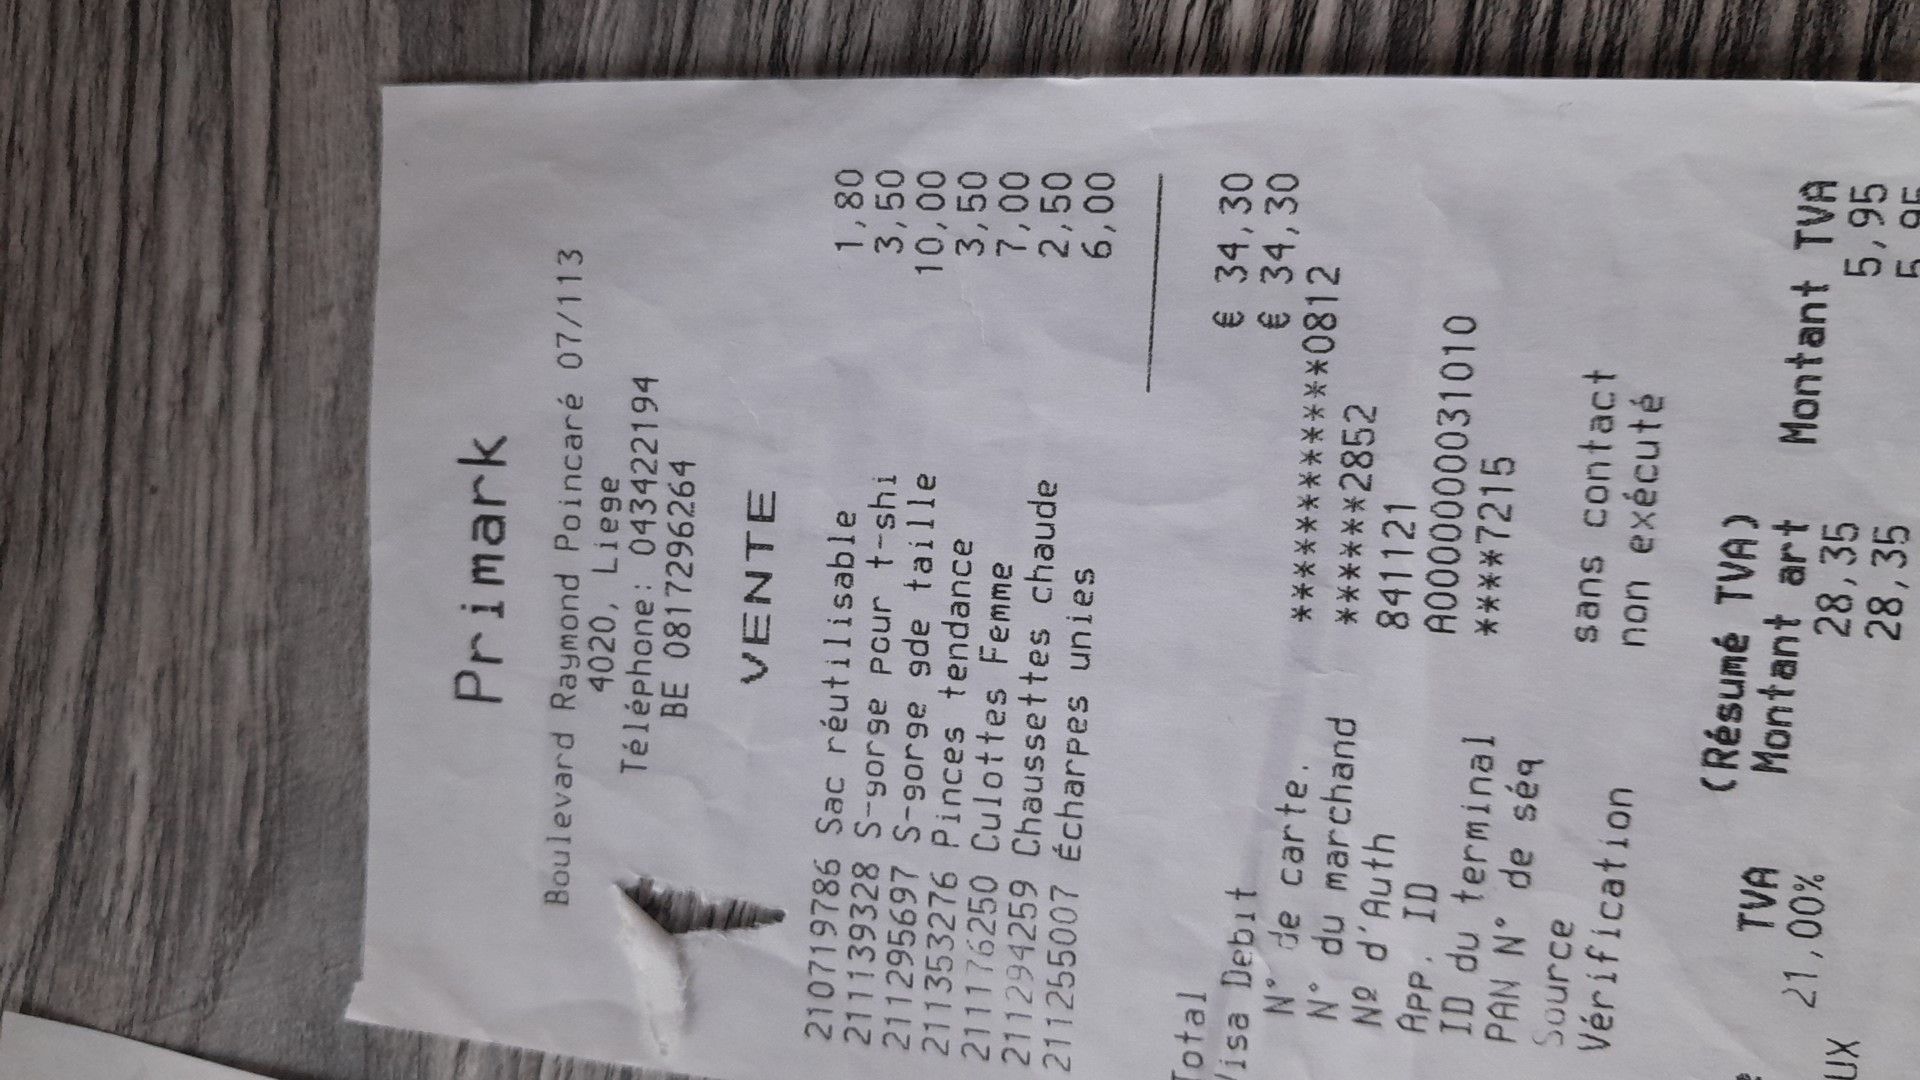 Primark
Boulevard Raymond Poincaré 07/113
4020, Liege
Téléphone: 043422194
BE 0817296264
VENTE
210719786 Sac réutilisable 1,80
211139328 S-gorge pour t-shi 3,50
211295697 S-gorge gde taille 10,00
211353276 Pinces tendance 3,50
211176250 Culottes Femme 7,00
211294259 Chaussettes chaude 2,50
211255007 Écharpes unies 6,00
Total € 34,30
Visa Debit € 34,30
N° de carte. ***************0812
N° du marchand ******2852
Nº d'Auth 841121
App. ID A0000000031010
ID du terminal ****7215
PAN N° de séq
Source sans contact
Vérification non exécuté
(Résumé TVA)
TVA Montant art Montant TVA
21,00% 28,35 5,95
28,35 5,95